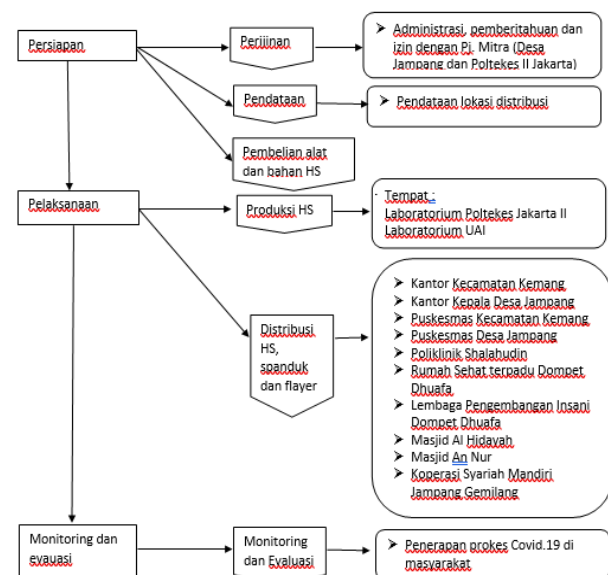 Persiapan
Perijinan
➤ Administrasi, pemberitahuan dan
izin dengan Pj. Mitra (Desa
Jampang dan Poltekes II Jakarta)
Pendataan
➤ Pendataan lokasi distribusi
Pembelian alat
dan bahan HS
Pelaksanaan
Produksi HS
- Tempat :
Laboratorium Poltekes Jakarta II
Laboratorium UAI
Distribusi
HS,
spanduk
dan flayer
➤ Kantor Kecamatan Kemang
➤ Kantor Kepala Desa Jampang
➤ Puskesmas Kecamatan Kemang
➤ Puskesmas Desa Jampang
➤ Poliklinik Shalahudin
➤ Rumah Sehat terpadu Dompet
Dhuafa
➤ Lembaga Pengembangan Insani
Dompet Dhuafa
➤ Masjid Al Hidayah
➤ Masjid An Nur
➤ Koperasi Syariah Mandiri
Jampang Gemilang
Monitoring dan
evauasi
Monitoring
dan Evaluasi
➤ Penerapan prokes Covid.19 di
masyarakat